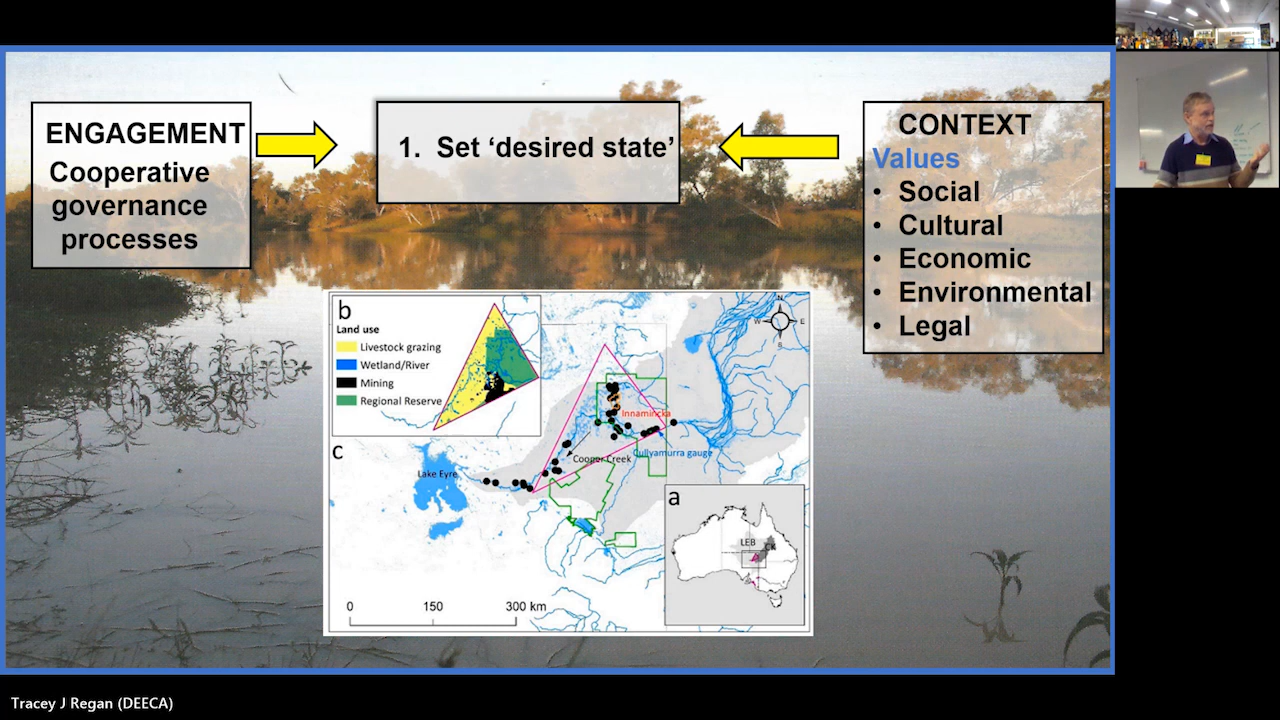 ENGAGEMENT
Cooperative
governance
processes
1. Set ‘desired state’
CONTEXT
Values
• Social
• Cultural
• Economic
• Environmental
• Legal
b
Land use
Livestock grazing
Wetland/River
Mining
Regional Reserve
N
W
E
S
Innamincka
Cullyamurra gauge
Cooper Creek
c
Lake Eyre
a
LEB
0 150 300 km
Tracey J Regan (DEECA)